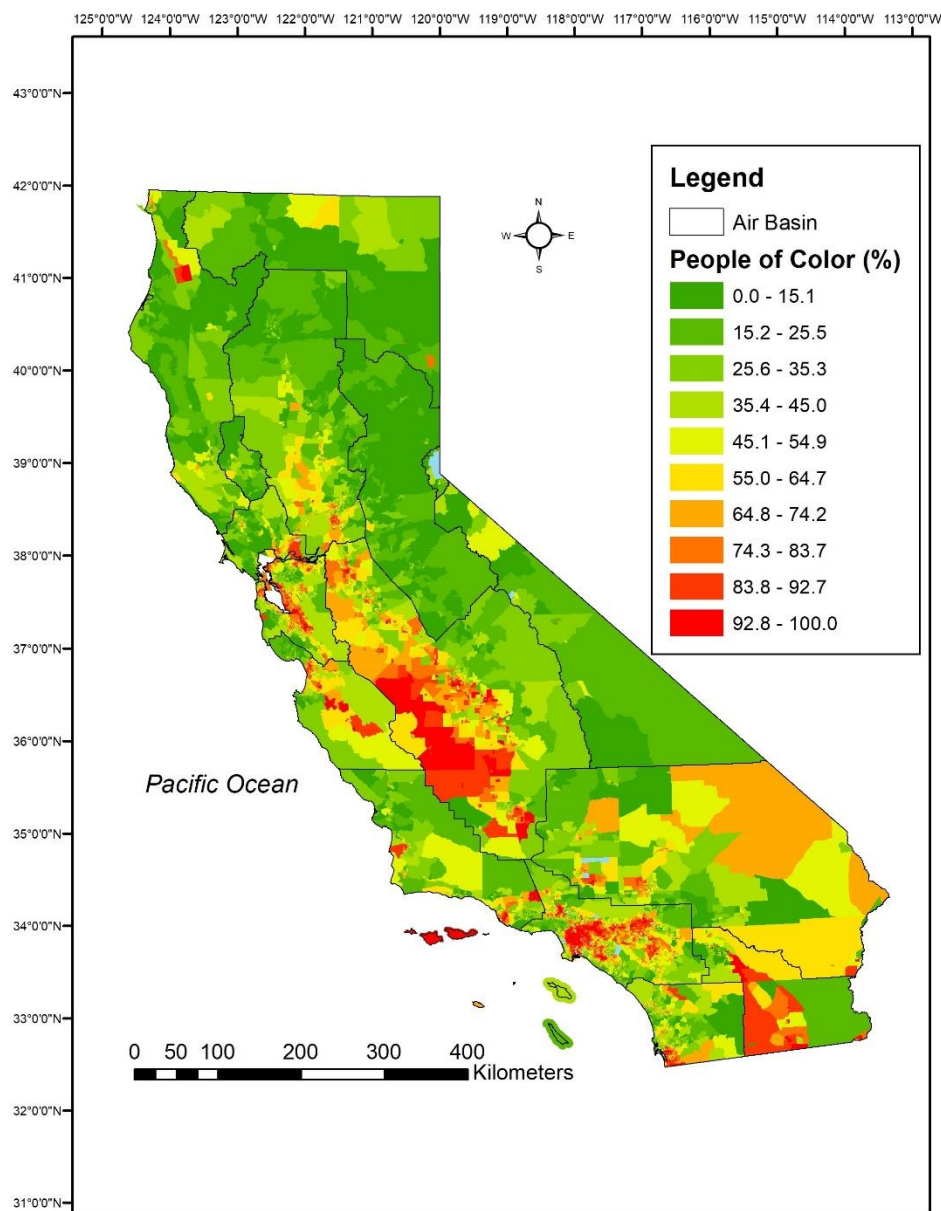 125°0'0"W 124°0'0"W 123°0'0"W 122°0'0"W 121°0'0"W 120°0'0"W 119°0'0"W 118°0'0"W 117°0'0"W 116°0'0"W 115°0'0"W 114°0'0"W 113°0'0"W
43°0'0"N
42°0'0"N
41°0'0"N
40°0'0"N
39°0'0"N
38°0'0"N
37°0'0"N
36°0'0"N
35°0'0"N
34°0'0"N
33°0'0"N
32°0'0"N
31°0'0"N
N
W E
S
Legend
Air Basin
People of Color (%)
0.0 - 15.1
15.2 - 25.5
25.6 - 35.3
35.4 - 45.0
45.1 - 54.9
55.0 - 64.7
64.8 - 74.2
74.3 - 83.7
83.8 - 92.7
92.8 - 100.0
Pacific Ocean
0 50 100 200 300 400
Kilometers